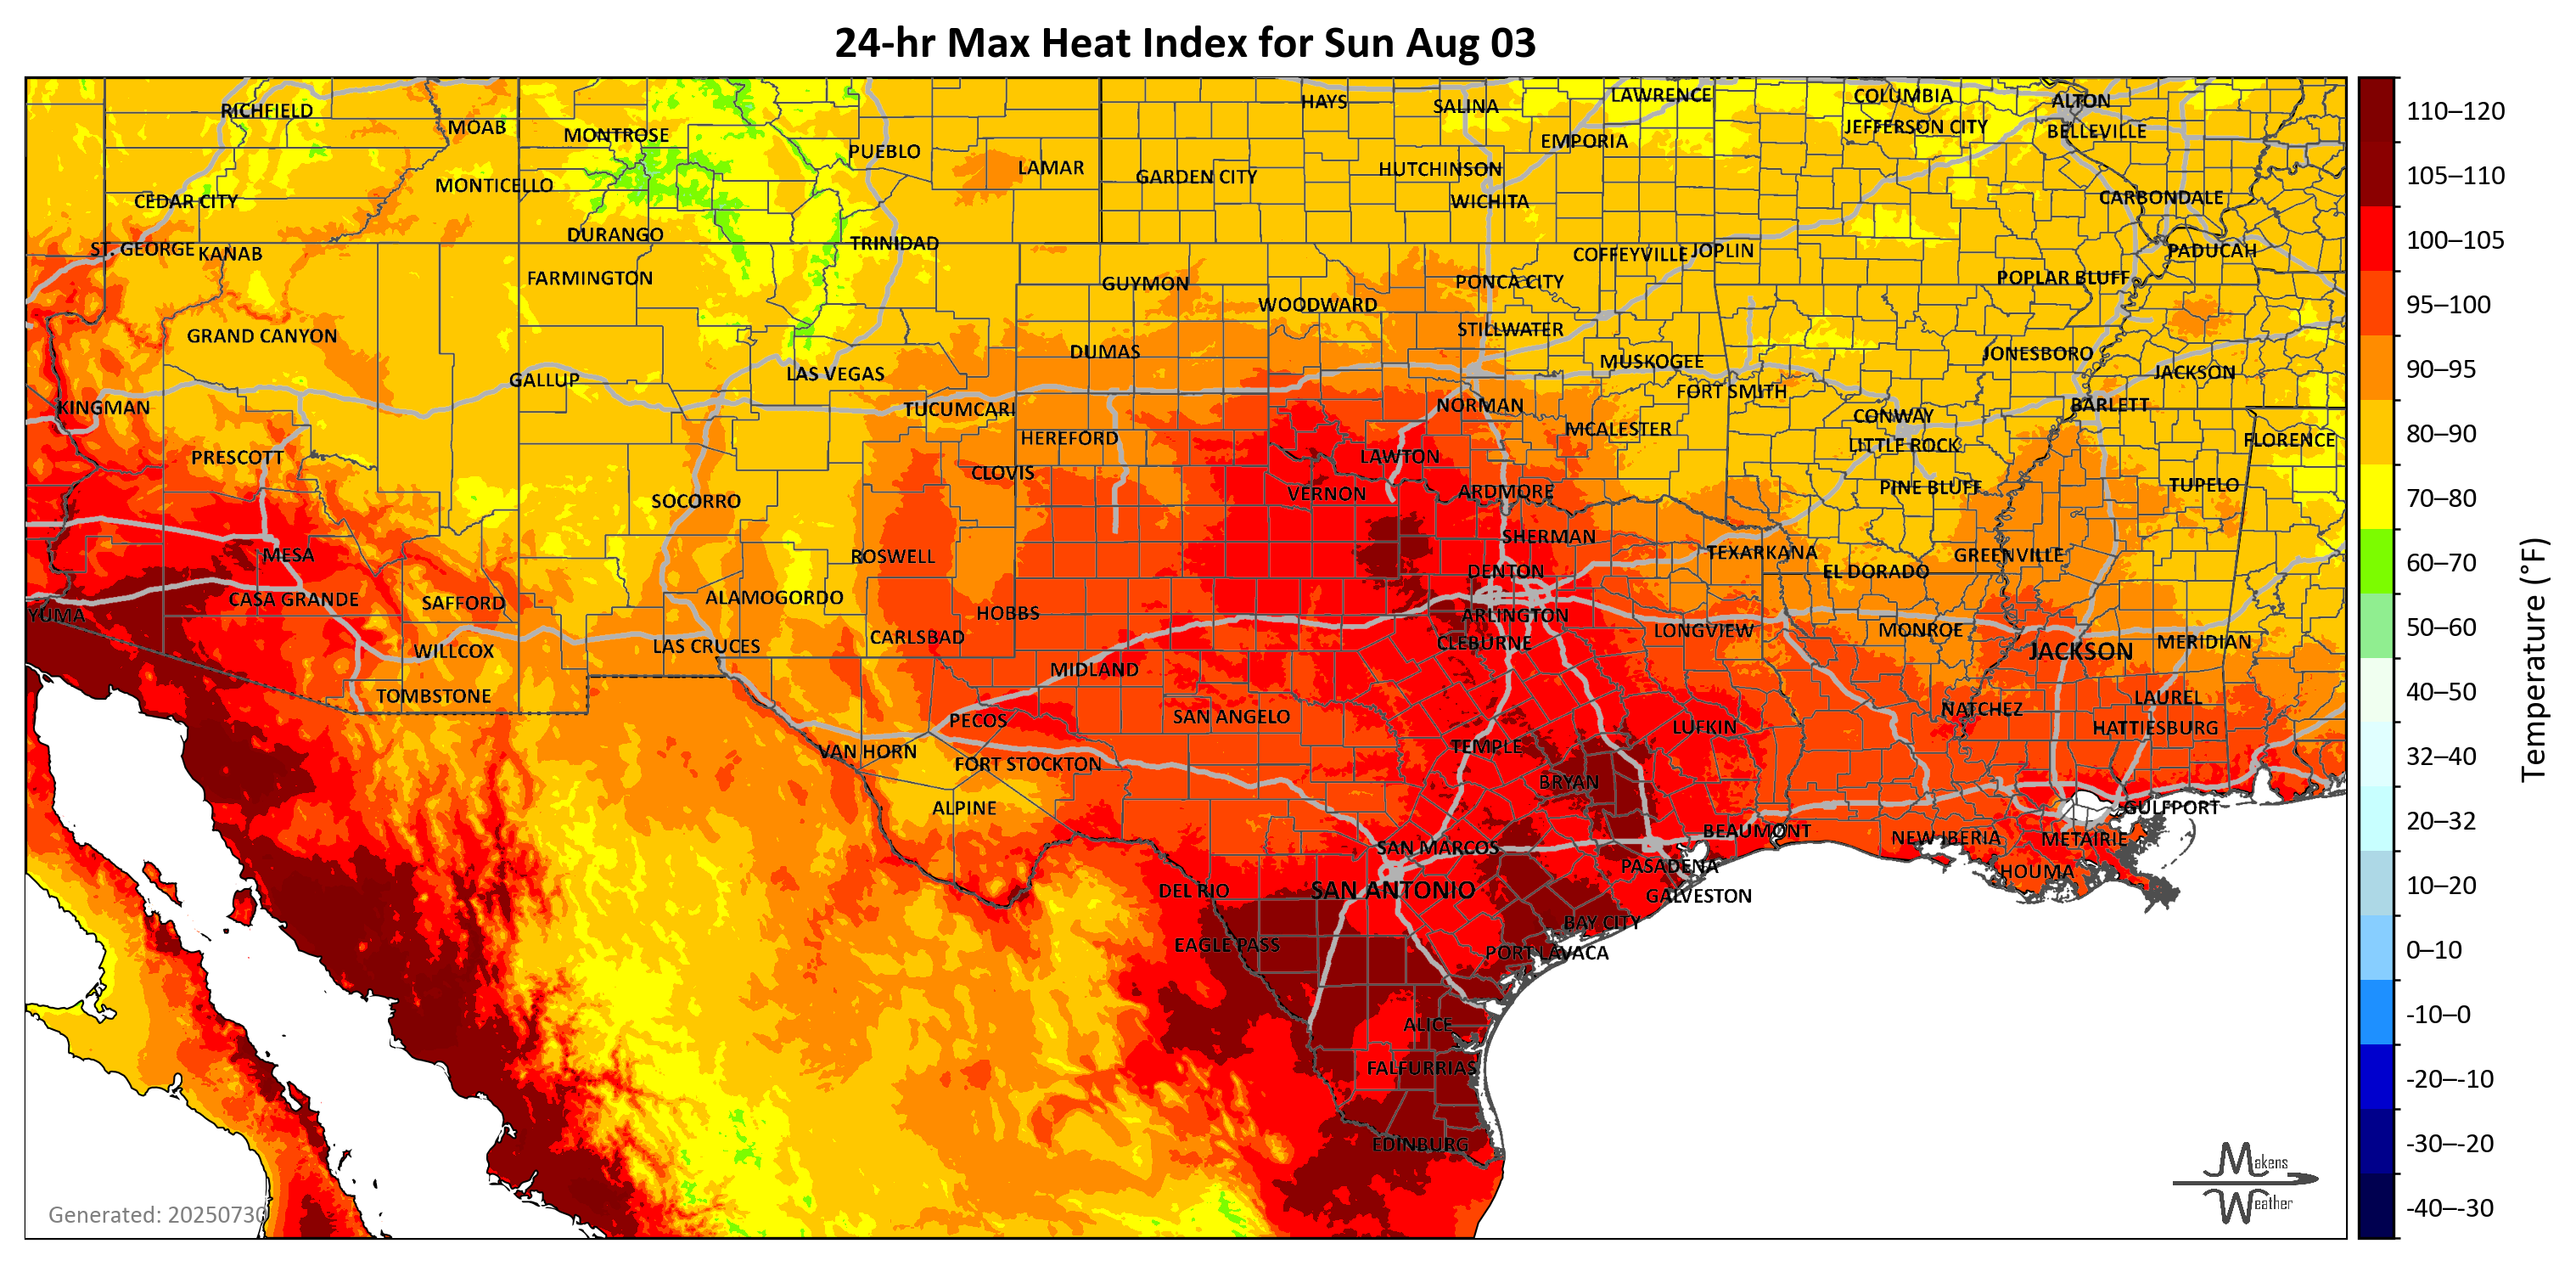 24-hr Max Heat Index for Sun Aug 03
RICHFIELD
MOAB
MONTROSE
PUEBLO
LAMAR
HAYS
SALINA
LAWRENCE
COLUMBIA
ALTON
JEFFERSON CITY
BELLEVILLE
EMPORIA
GARDEN CITY
HUTCHINSON
WICHITA
MONTICELLO
CEDAR CITY
CARBONDALE
DURANGO
TRINIDAD
ST. GEORGE
KANAB
FARMINGTON
GUYMON
WOODWARD
PONCA CITY
COFFEYVILLE
JOPLIN
POPLAR BLUFF
PADUCAH
GRAND CANYON
DUMAS
STILLWATER
MUSKOGEE
JONESBORO
JACKSON
GALLUP
LAS VEGAS
FORT SMITH
KINGMAN
TUCUMCARI
NORMAN
CONWAY
BARLETT
PRESCOTT
HEREFORD
MCALESTER
LITTLE ROCK
FLORENCE
CLOVIS
LAWTON
SOCORRO
VERNON
ARDMORE
PINE BLUFF
TUPELO
MESA
ROSWELL
SHERMAN
TEXARKANA
GREENVILLE
DENTON
EL DORADO
YUMA
CASA GRANDE
SAFFORD
ALAMOGORDO
HOBBS
ARLINGTON
WILLCOX
LAS CRUCES
CARLSBAD
CLEBURNE
LONGVIEW
MONROE
JACKSON
MERIDIAN
TOMBSTONE
MIDLAND
PECOS
SAN ANGELO
LUFKIN
NATCHEZ
LAUREL
HATTIESBURG
VAN HORN
FORT STOCKTON
TEMPLE
BRYAN
ALPINE
GULFPORT
SAN MARCOS
BEAUMONT
NEW IBERIA
METAIRIE
DEL RIO
SAN ANTONIO
PASADENA
HOUMA
GALVESTON
EAGLE PASS
BAY CITY
PORT LAVACA
ALICE
FALFURRIAS
EDINBURG
Generated: 20250730
Makens
Weather
110–120
105–110
100–105
95–100
90–95
80–90
70–80
60–70
50–60
40–50
32–40
20–32
10–20
0–10
-10–0
-20–-10
-30–-20
-40–-30
Temperature (°F)